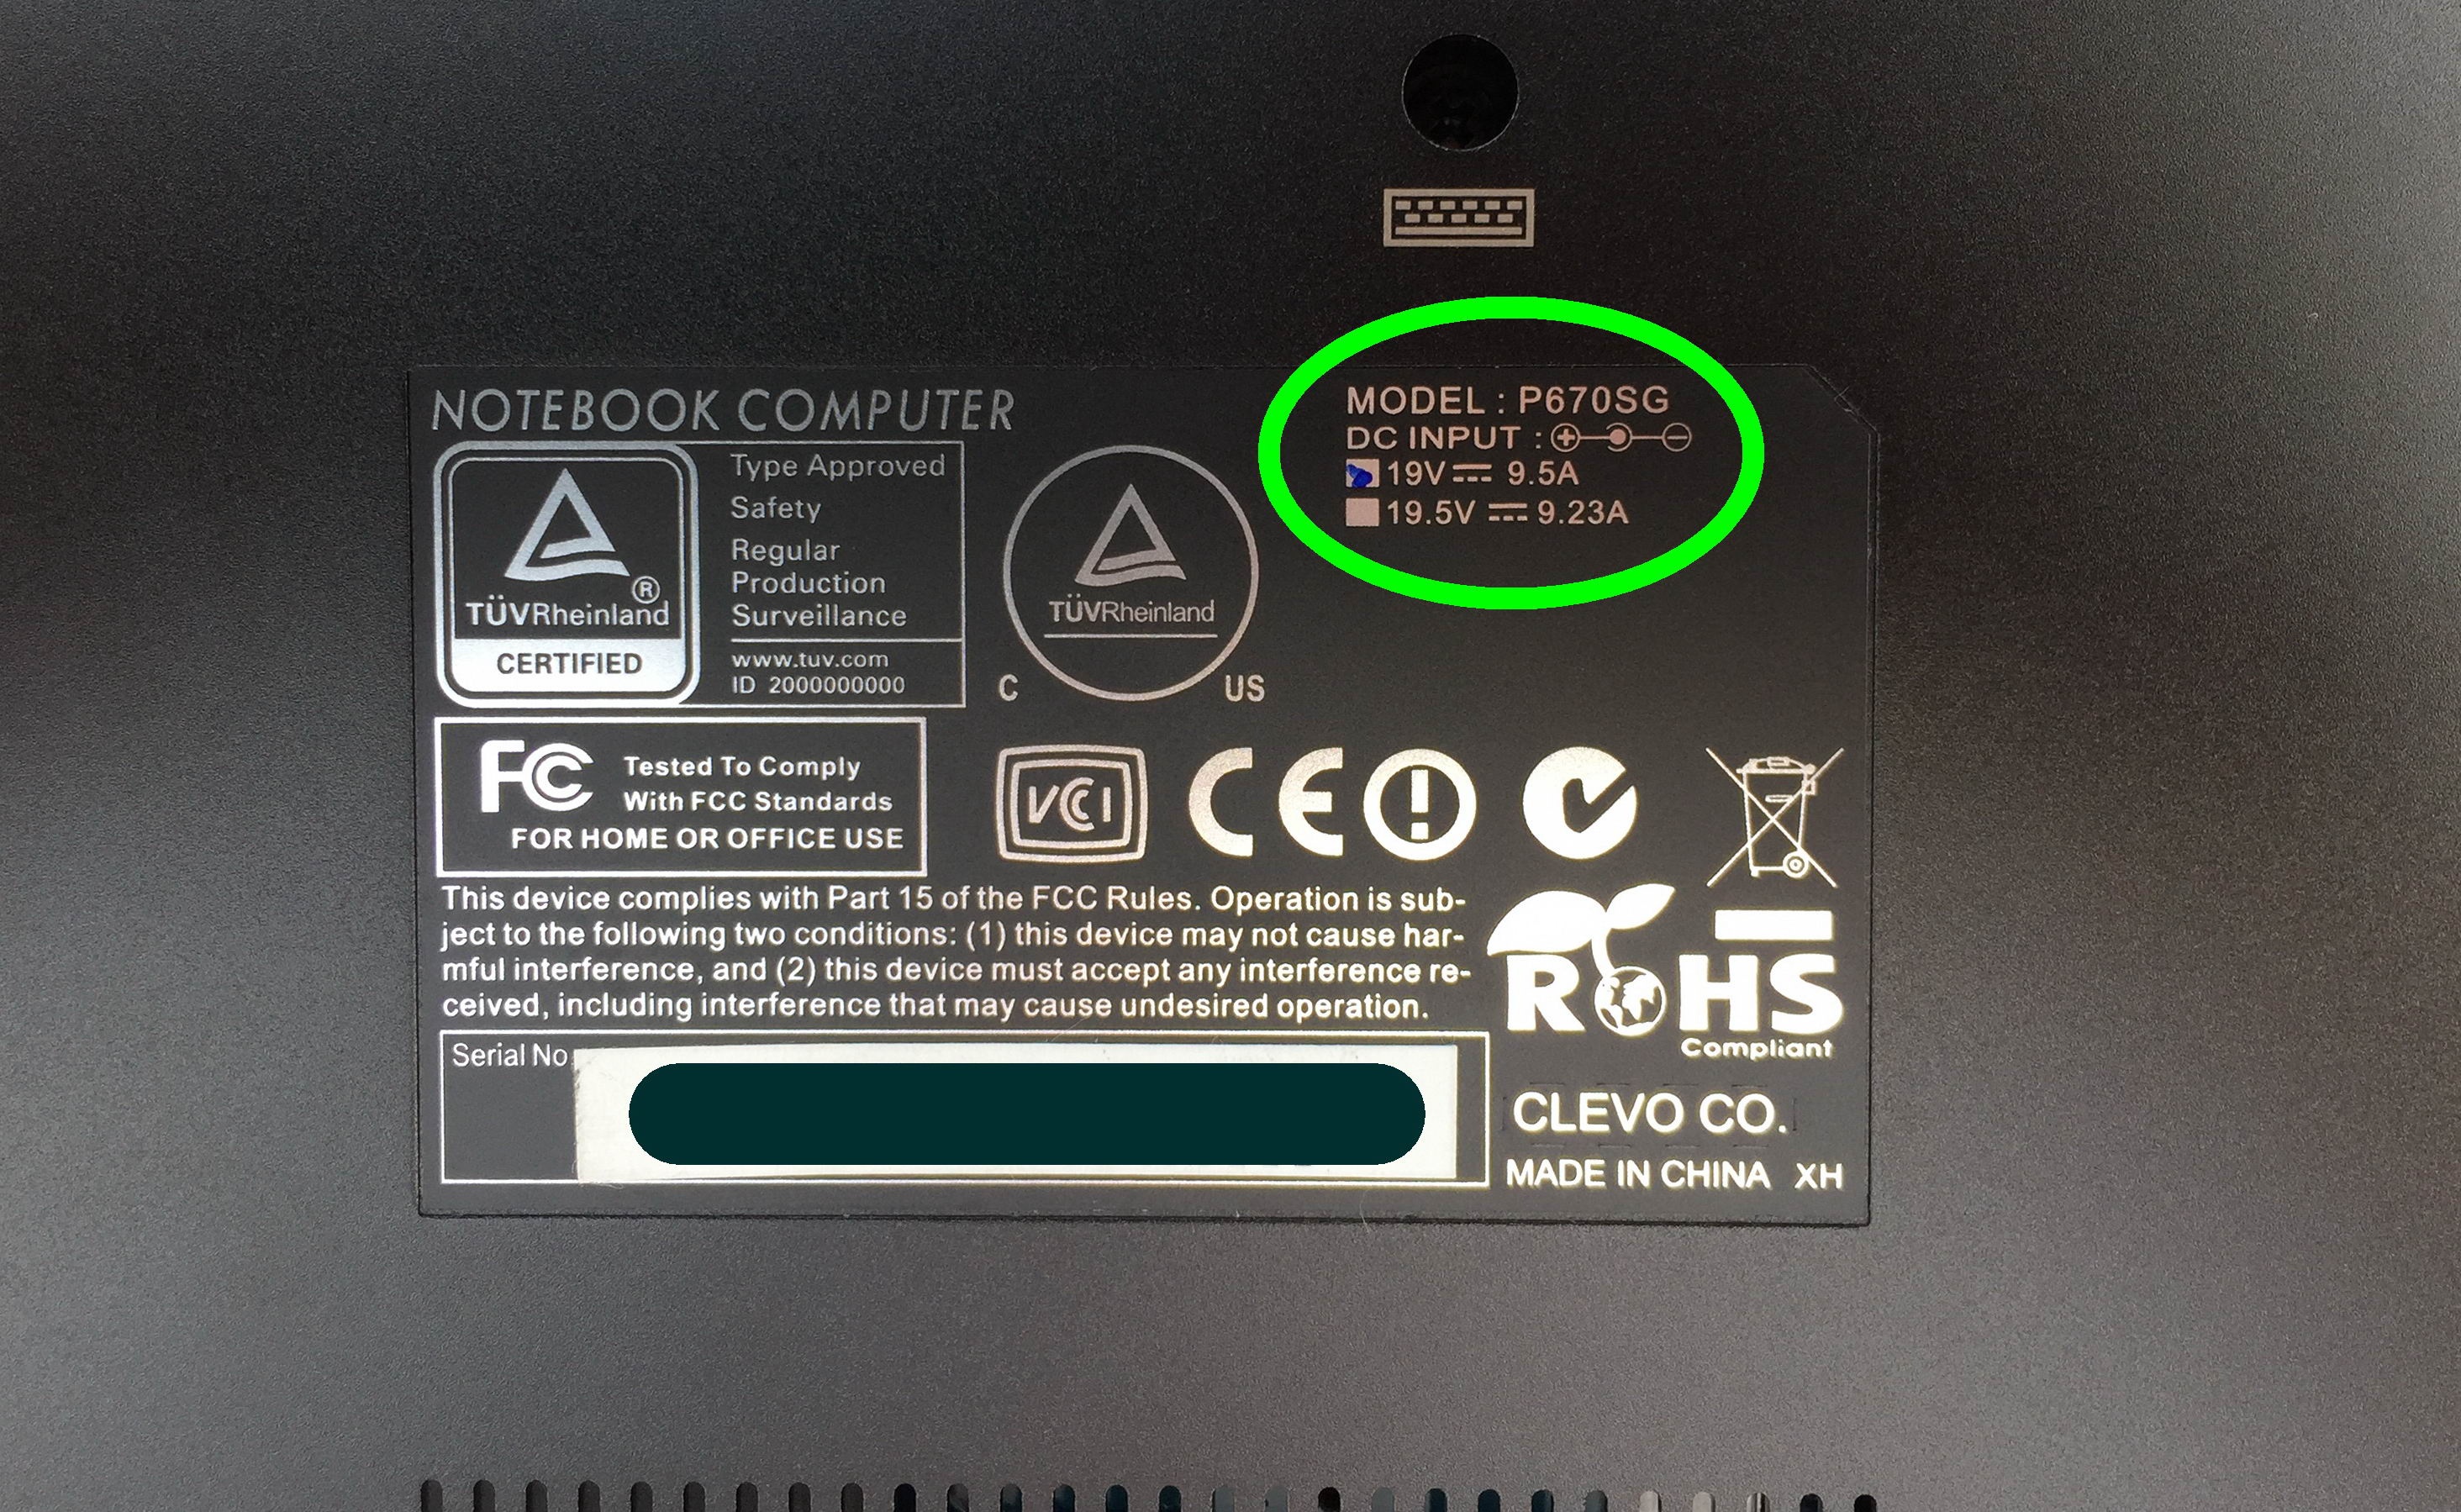 MODEL : P670SG
DC INPUT :
19V 9.5A
19.5V 9.23A
NOTEBOOK COMPUTER
TÜVRheinland ®
CERTIFIED
Type Approved
Safety
Regular
Production
Surveillance
www.tuv.com
ID 2000000000
TÜVRheinland
C US
FC Tested To Comply
With FCC Standards
FOR HOME OR OFFICE USE
VCI
CE
This device complies with Part 15 of the FCC Rules. Operation is sub-
ject to the following two conditions: (1) this device may not cause har-
mful interference, and (2) this device must accept any interference re-
ceived, including interference that may cause undesired operation.
RoHS
Compliant
Serial No
CLEVO CO.
MADE IN CHINA XH